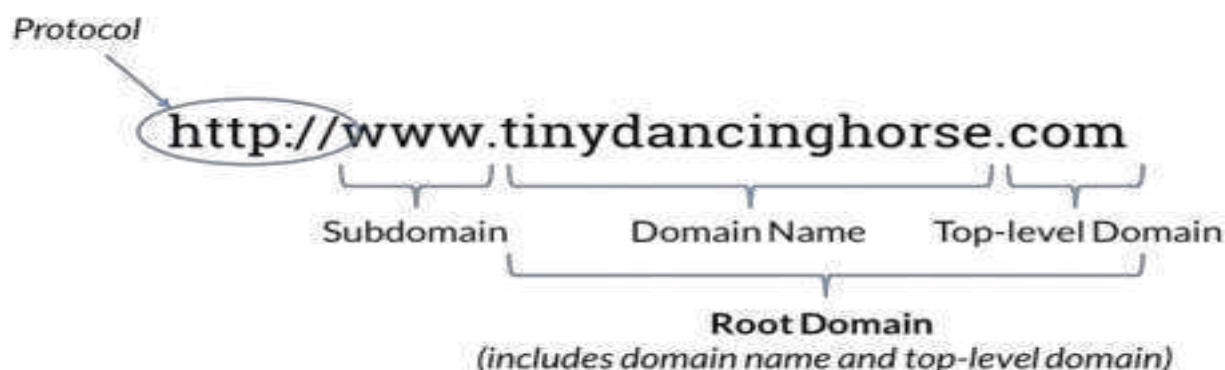 Protocol
http://www.tinydancinghorse.com
Subdomain Domain Name Top-level Domain
Root Domain
(includes domain name and top-level domain)